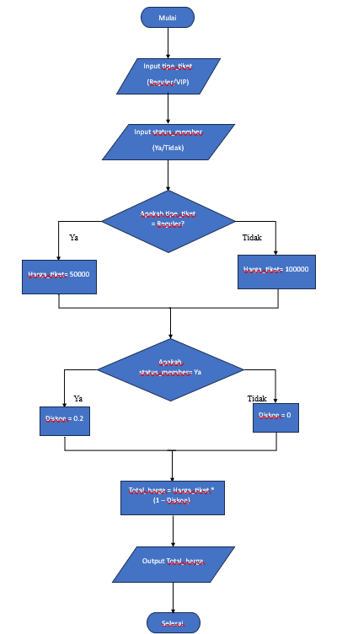 Mulai
Input tipe_tiket
(Reguler/VIP)
Input status_member
(Ya/Tidak)
Apakah tipe_tiket
= Reguler?
Ya
Tidak
Harga_tiket= 50000
Harga_tiket= 100000
Apakah
status_member= Ya
Ya
Tidak
Diskon = 0.2
Diskon = 0
Total_harga = Harga_tiket *
(1 – Diskon)
Output Total_harga
Selesai